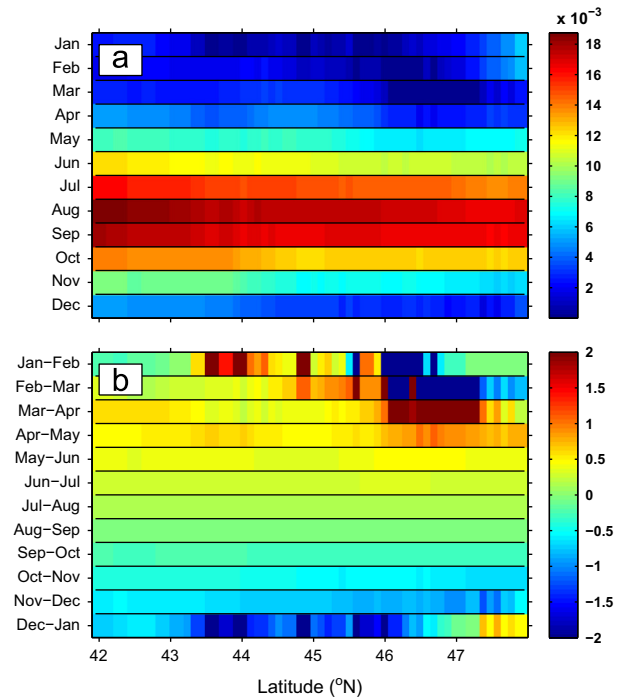 x 10⁻³
a
Jan
Feb
Mar
Apr
May
Jun
Jul
Aug
Sep
Oct
Nov
Dec
18
16
14
12
10
8
6
4
2
b
Jan−Feb
Feb−Mar
Mar−Apr
Apr−May
May−Jun
Jun−Jul
Jul−Aug
Aug−Sep
Sep−Oct
Oct−Nov
Nov−Dec
Dec−Jan
2
1.5
1
0.5
0
−0.5
−1
−1.5
−2
42 43 44 45 46 47
Latitude (°N)